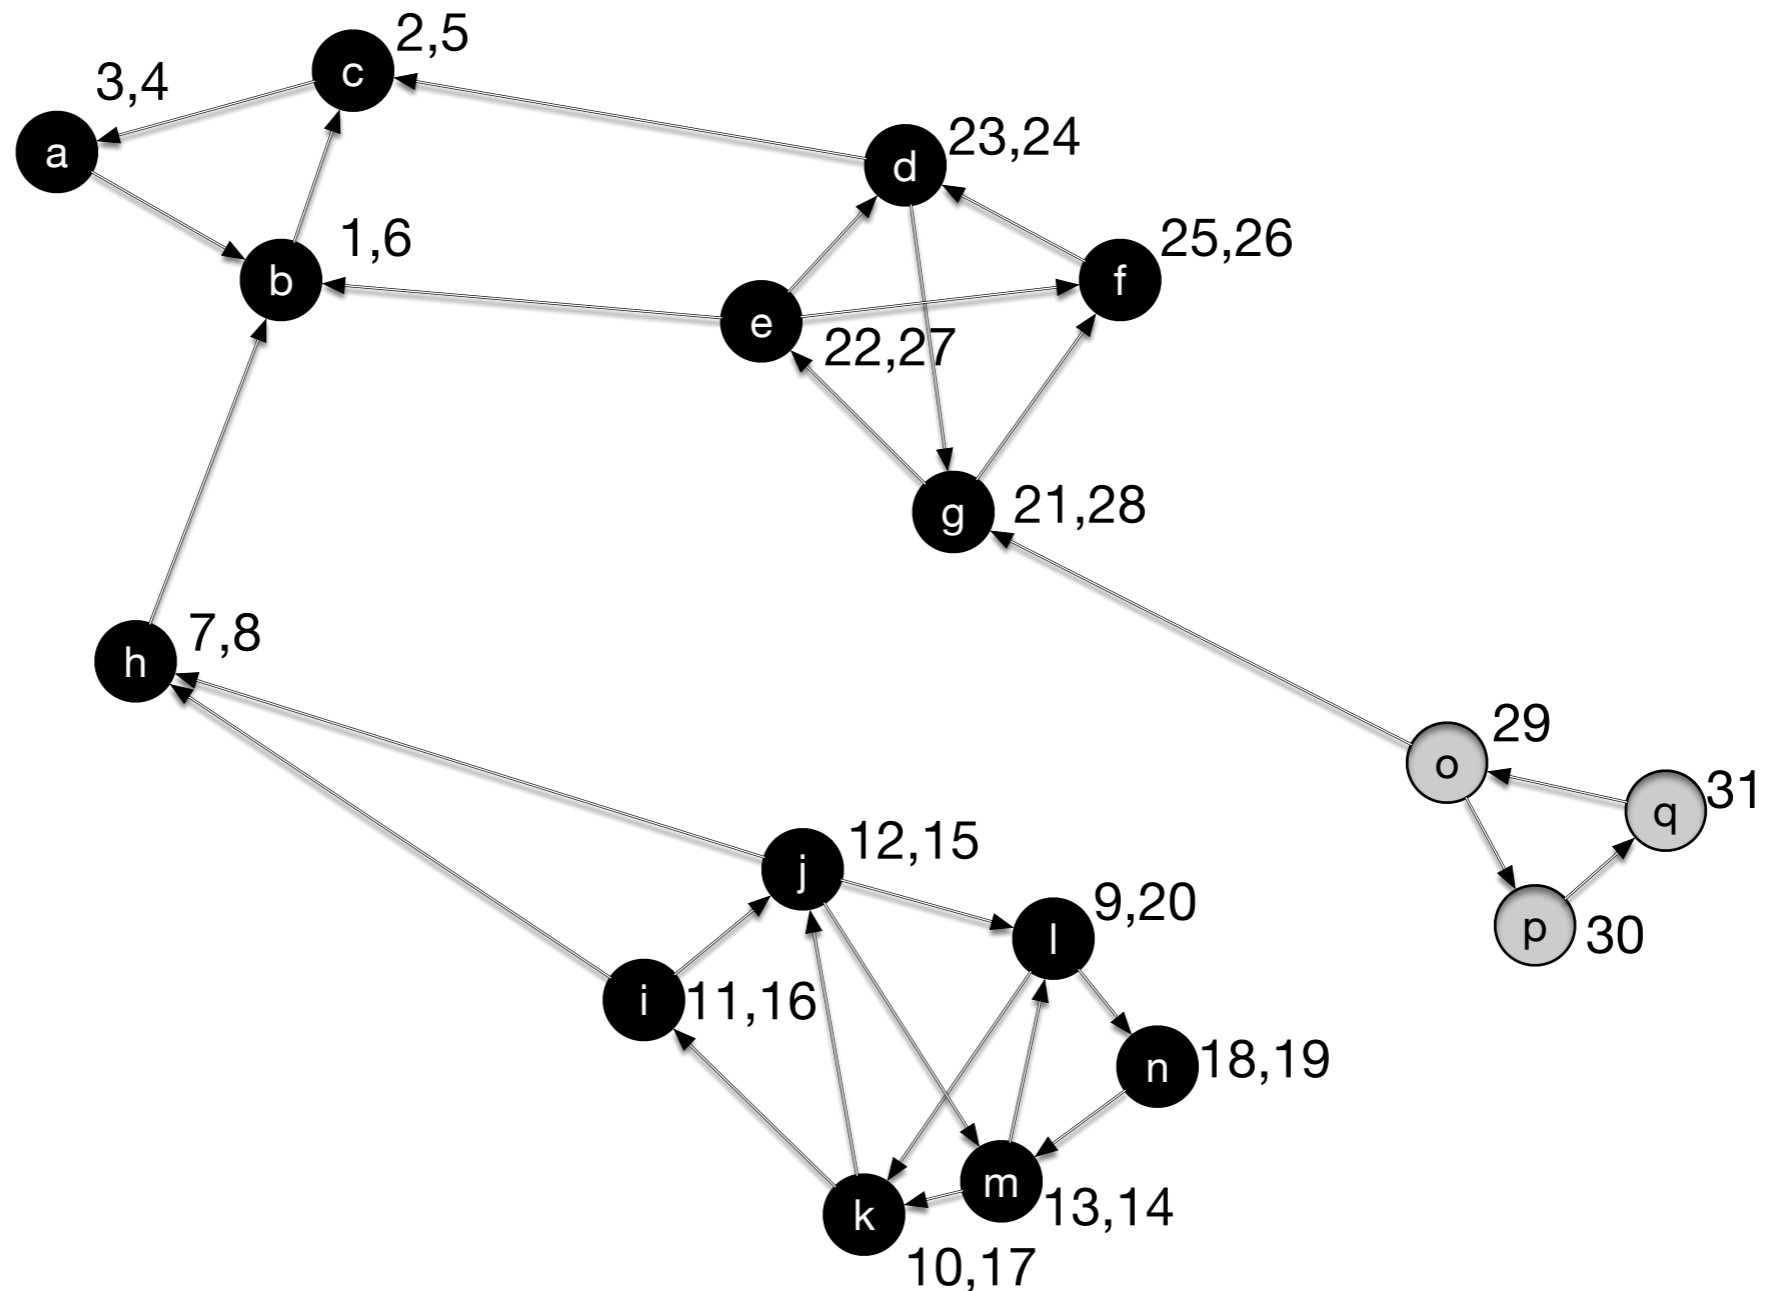 2,5
c
3,4
a
23,24
d
1,6
b
25,26
f
e
22,27
g
21,28
7,8
h
29
o
31
q
12,15
j
9,20
l
30
p
i
11,16
n
18,19
m
13,14
k
10,17